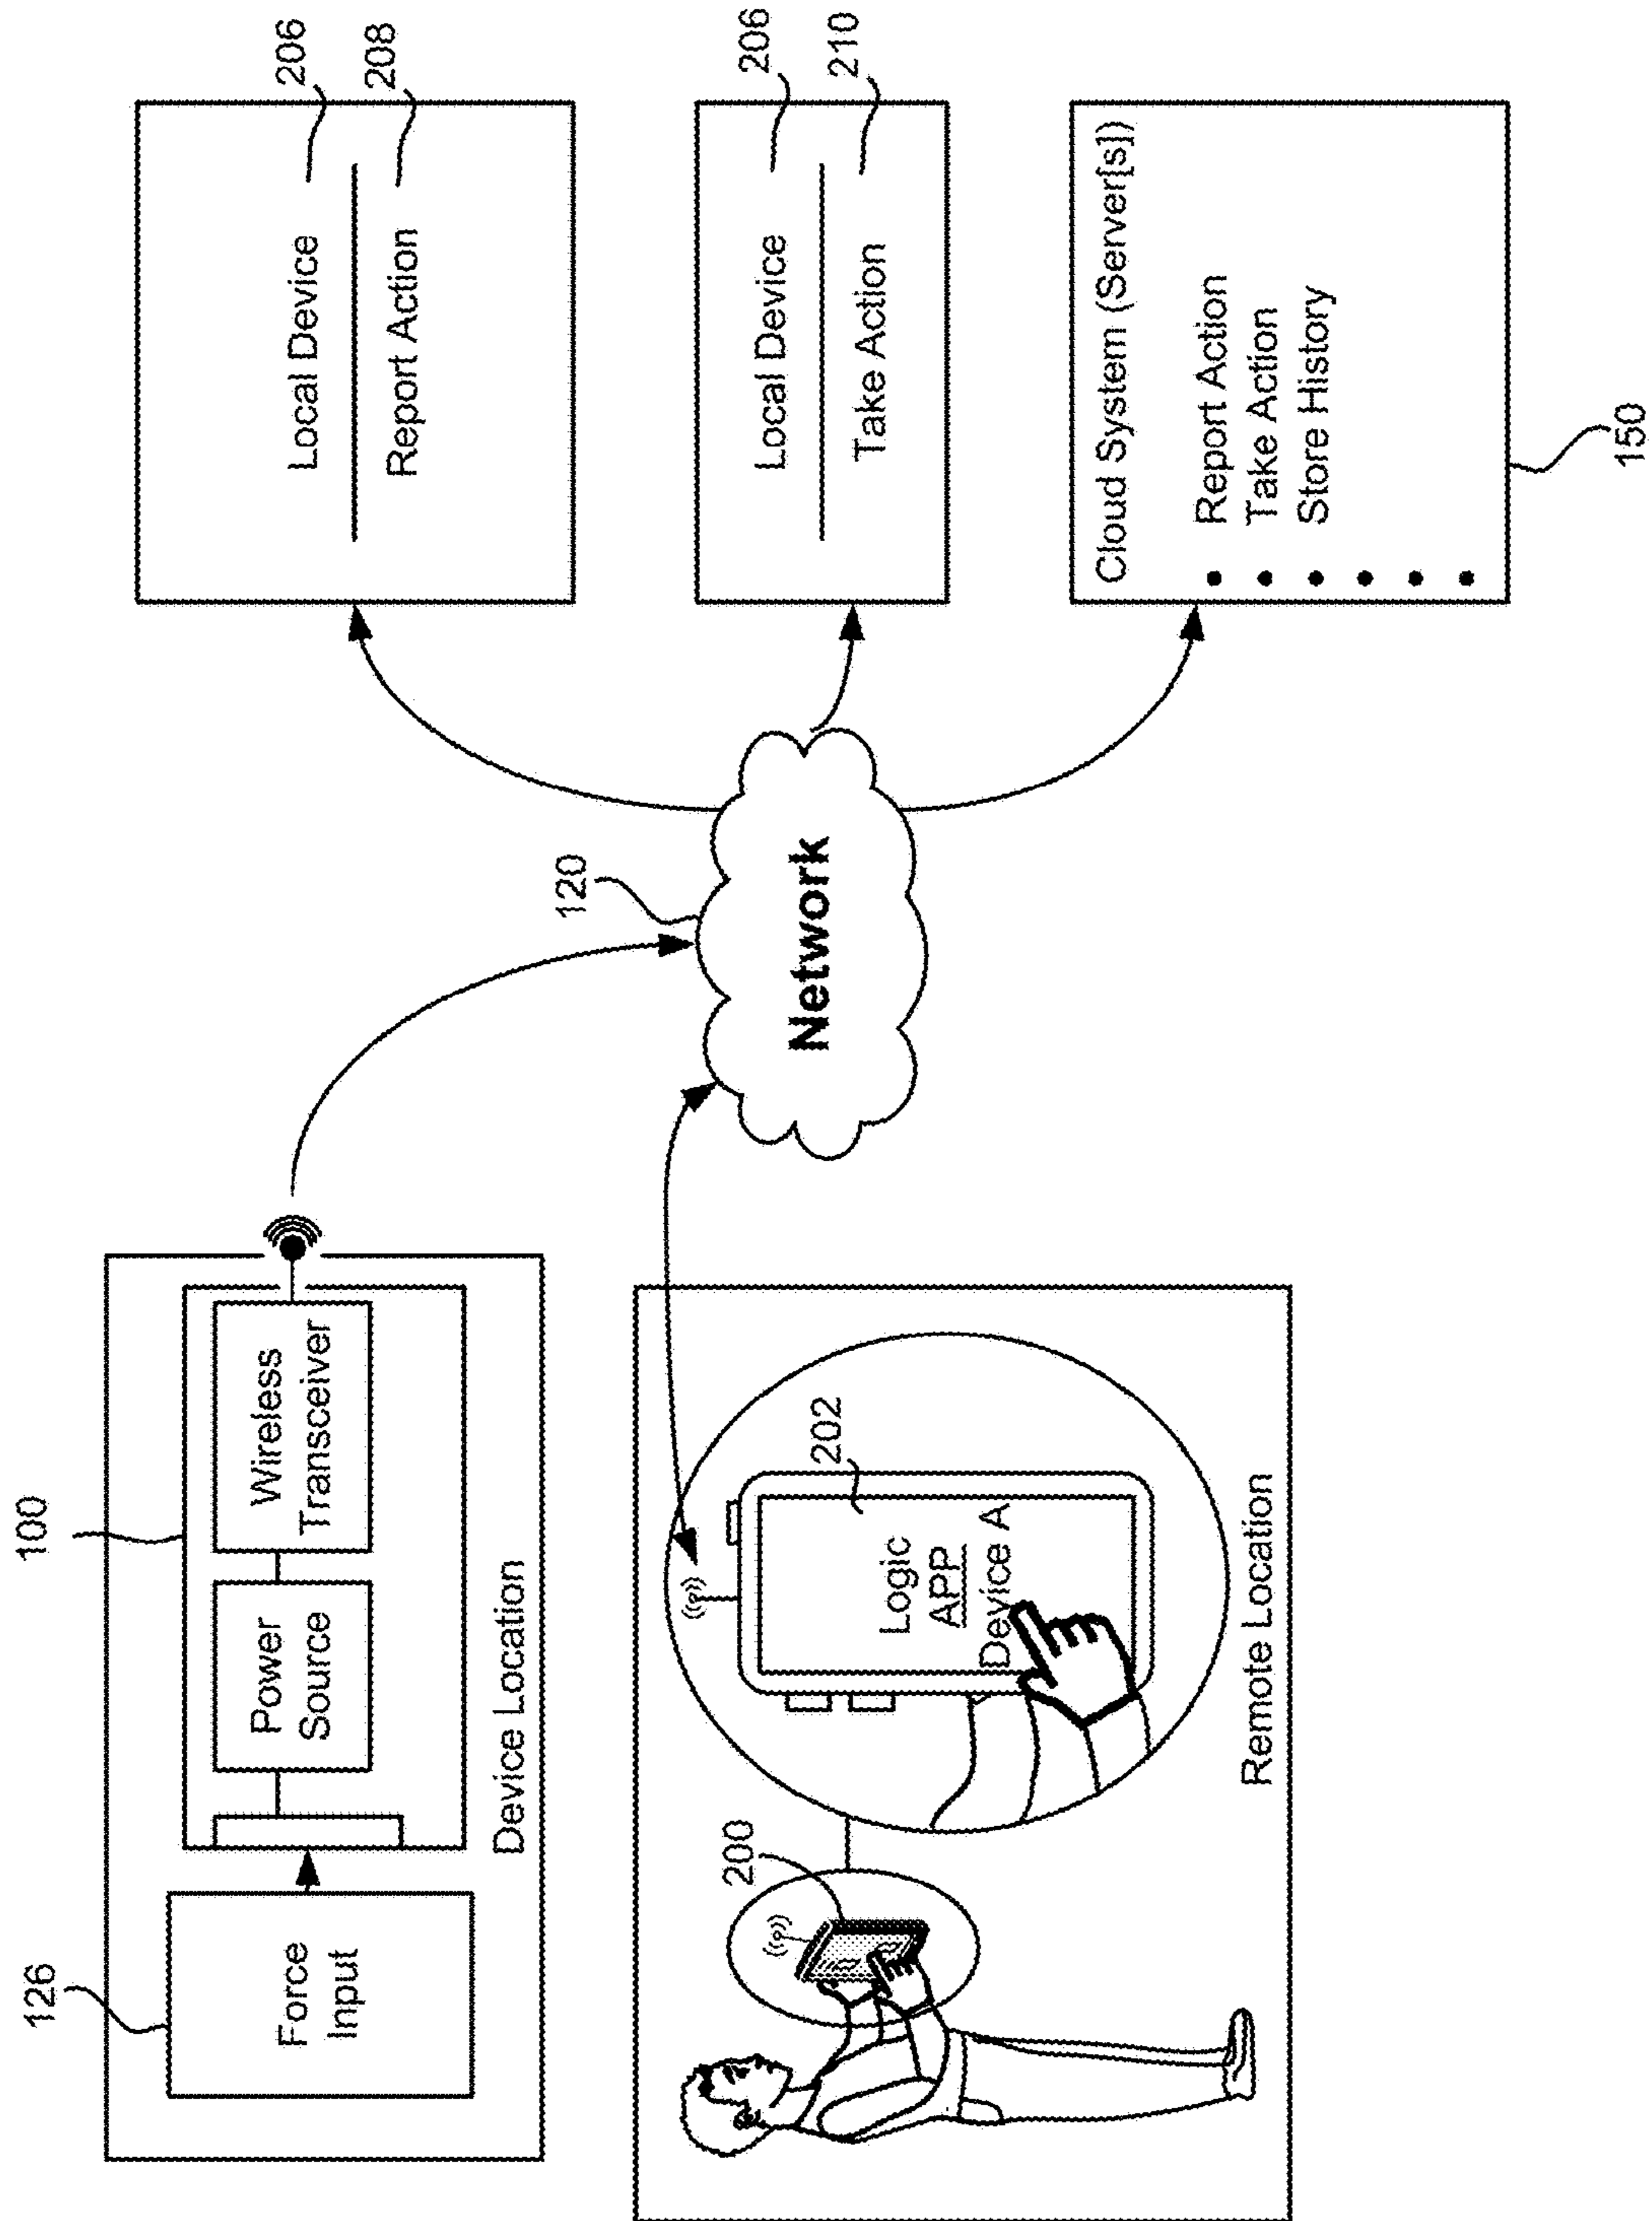 126
Force
Input
100
Power
Source
Wireless
Transceiver
Device Location
200
202
Logic
APP
Device A
Remote Location
120
Network
206
208
Local Device
Report Action
206
210
Local Device
Take Action
Cloud System (Server[s])
• Report Action
• Take Action
• Store History
•
•
•
150